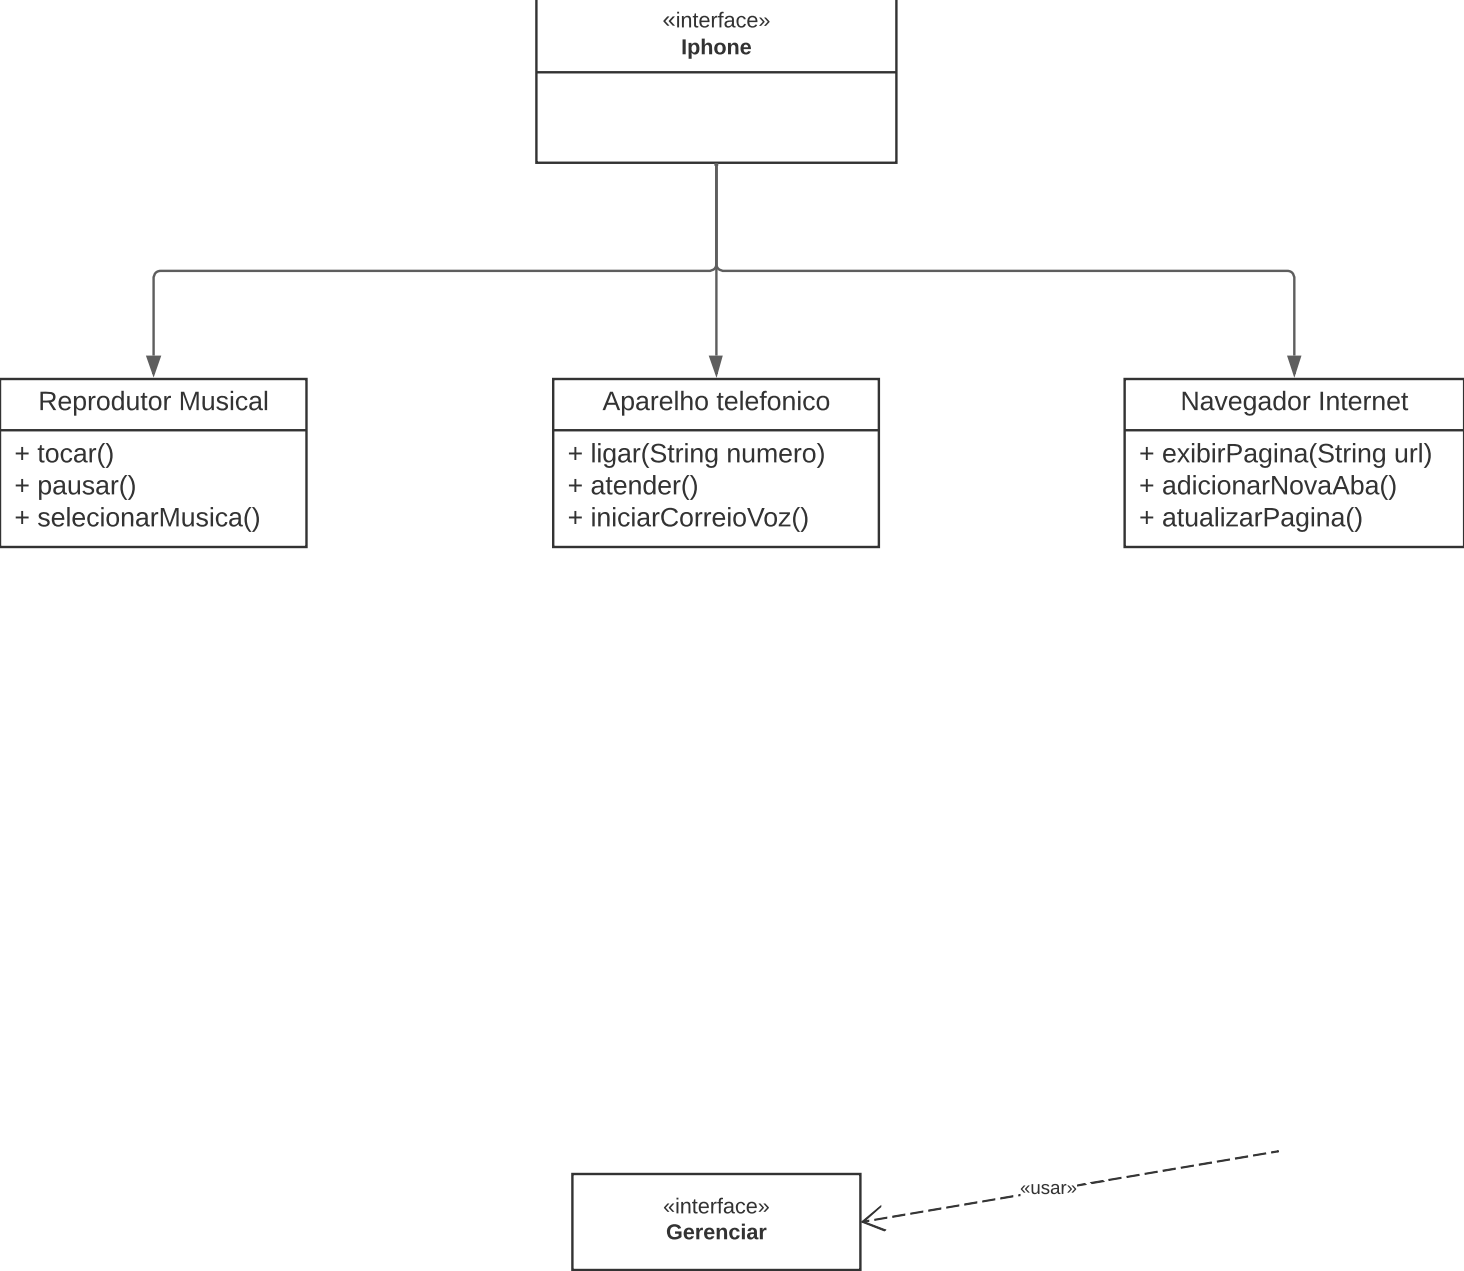 «interface»
Iphone
Reprodutor Musical
+ tocar()
+ pausar()
+ selecionarMusica()
Aparelho telefonico
+ ligar(String numero)
+ atender()
+ iniciarCorreioVoz()
Navegador Internet
+ exibirPagina(String url)
+ adicionarNovaAba()
+ atualizarPagina()
«usar»
«interface»
Gerenciar